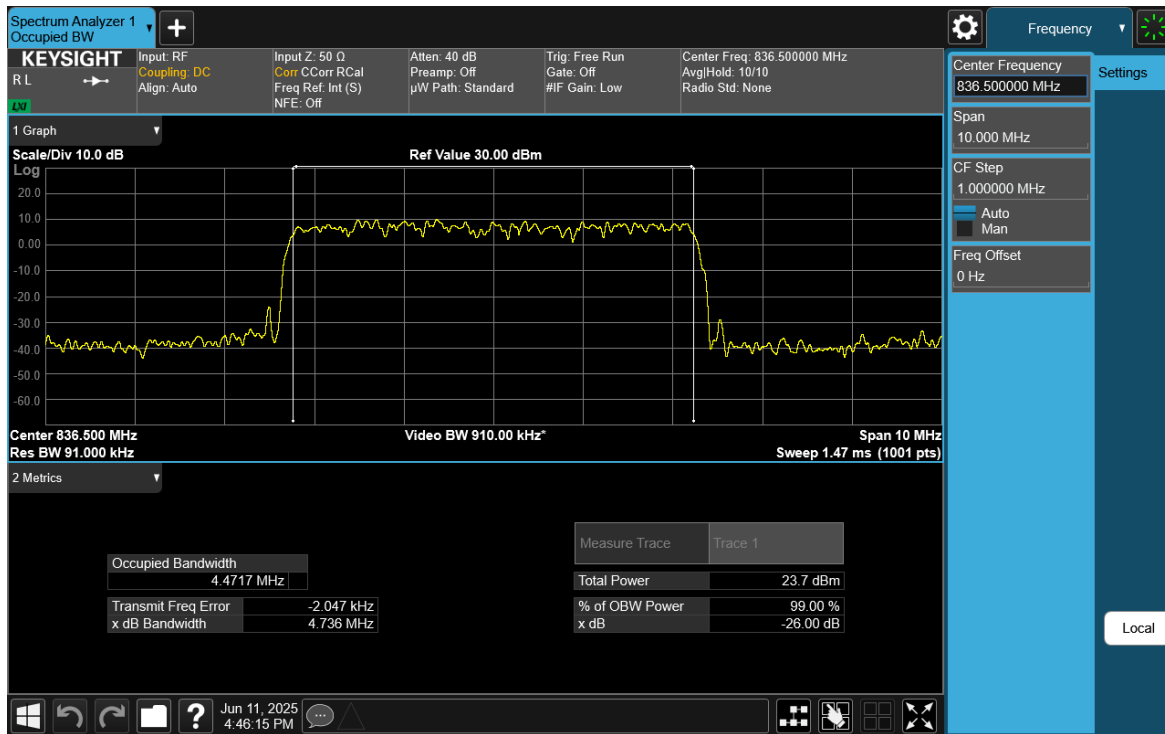 Spectrum Analyzer 1
Occupied BW
Frequency
KEYSIGHT
R L
LXI
Input: RF
Coupling: DC
Align: Auto
Input Z: 50 Ω
Corr CCorr RCal
Freq Ref: Int (S)
NFE: Off
Atten: 40 dB
Preamp: Off
µW Path: Standard
Trig: Free Run
Gate: Off
#IF Gain: Low
Center Freq: 836.500000 MHz
Avg|Hold: 10/10
Radio Std: None
Center Frequency
836.500000 MHz
Settings
Span
10.000 MHz
CF Step
1.000000 MHz
Auto
Man
Freq Offset
0 Hz
Local
1 Graph
Scale/Div 10.0 dB
Ref Value 30.00 dBm
Log
20.0
10.0
0.00
-10.0
-20.0
-30.0
-40.0
-50.0
-60.0
Center 836.500 MHz
Video BW 910.00 kHz*
Span 10 MHz
Res BW 91.000 kHz
Sweep 1.47 ms (1001 pts)
2 Metrics
Measure Trace
Trace 1
Occupied Bandwidth
4.4717 MHz
Total Power
23.7 dBm
Transmit Freq Error
-2.047 kHz
% of OBW Power
99.00 %
x dB Bandwidth
4.736 MHz
x dB
-26.00 dB
?
Jun 11, 2025
4:46:15 PM